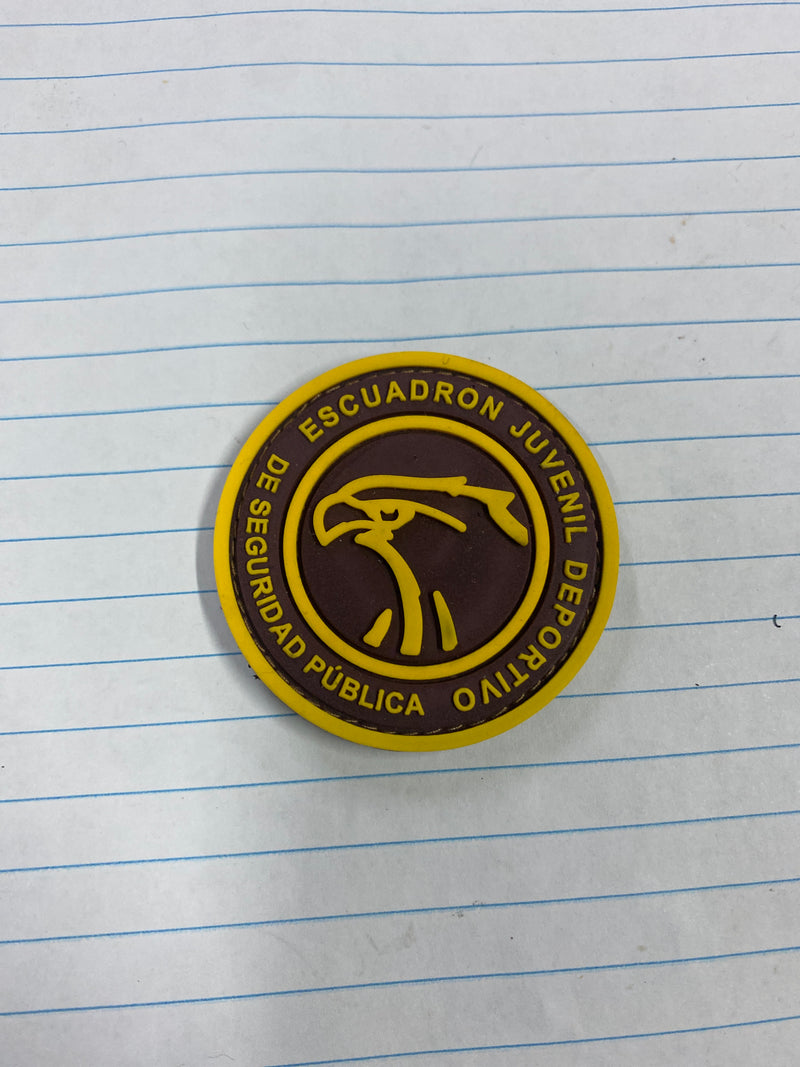 ESCUADRON JUVENIL DEPORTIVO
DE SEGURIDAD PÚBLICA